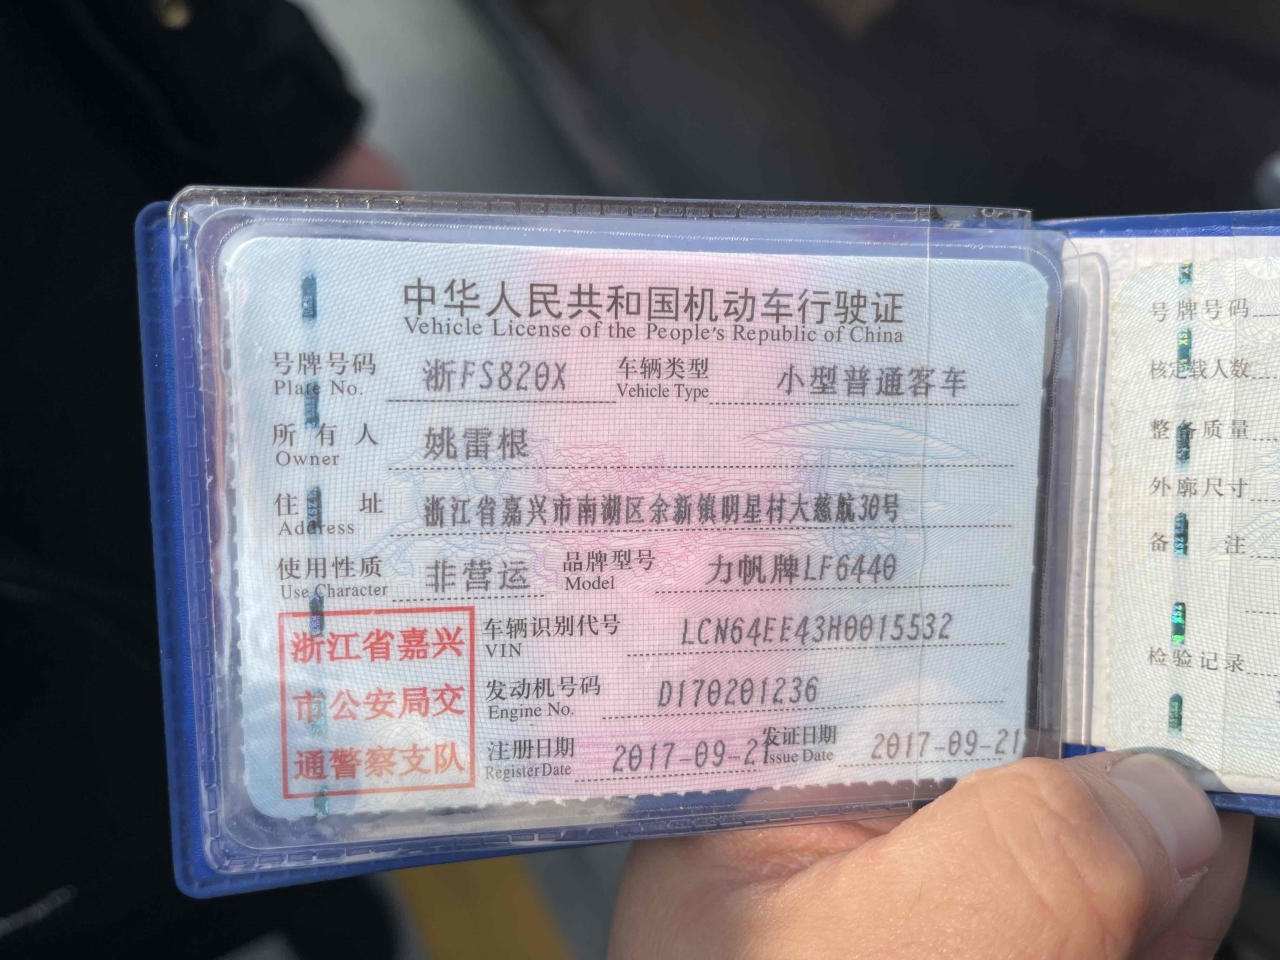 中华人民共和国机动车行驶证
Vehicle License of the People's Republic of China
号牌号码 浙FS820X 车辆类型 小型普通客车
Plate No. Vehicle Type
所有人 姚雷根
Owner
住址 浙江省嘉兴市南湖区余新镇明星村大慈航30号
Address
使用性质 非营运 品牌型号 力帆牌LF6440
Use Character Model
浙江省嘉兴
市公安局交
通警察支队
车辆识别代号 LCN64EE43H0015532
VIN
发动机号码 D170201236
Engine No.
注册日期 2017-09-21 发证日期 2017-09-21
Register Date Issue Date
号牌号码
核定载人数
整备质量
外廓尺寸
备注
检验记录